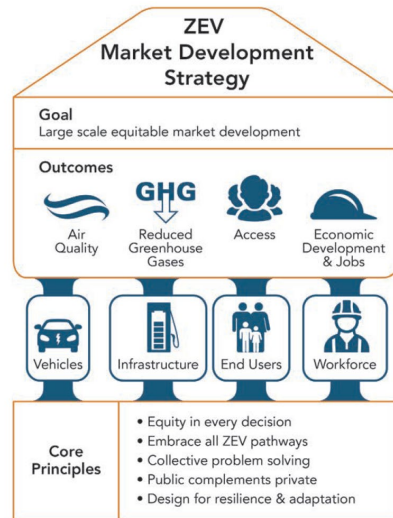 ZEV
Market Development
Strategy
Goal
Large scale equitable market development
Outcomes
Air
Quality
GHG
Reduced
Greenhouse
Gases
Access
Economic
Development
& Jobs
Vehicles
Infrastructure
End Users
Workforce
Core
Principles
• Equity in every decision
• Embrace all ZEV pathways
• Collective problem solving
• Public complements private
• Design for resilience & adaptation